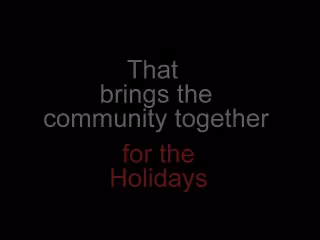 That
brings the
community together
for the
Holidays